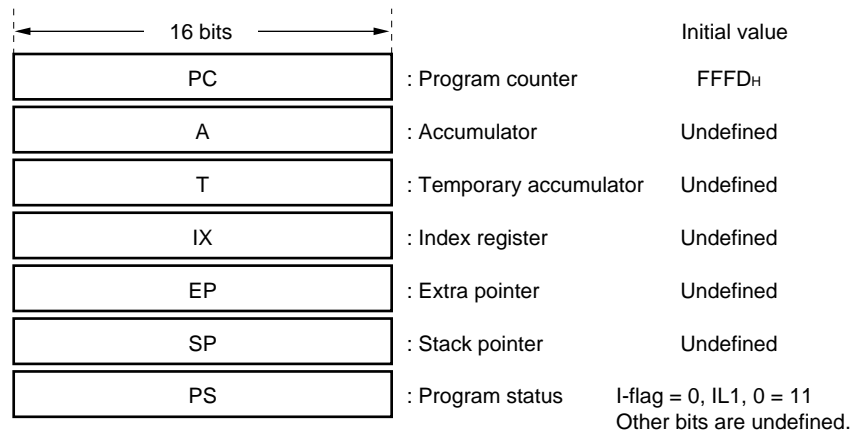 16 bits Initial value
PC : Program counter FFFDH
A : Accumulator Undefined
T : Temporary accumulator Undefined
IX : Index register Undefined
EP : Extra pointer Undefined
SP : Stack pointer Undefined
PS : Program status I-flag = 0, IL1, 0 = 11
Other bits are undefined.